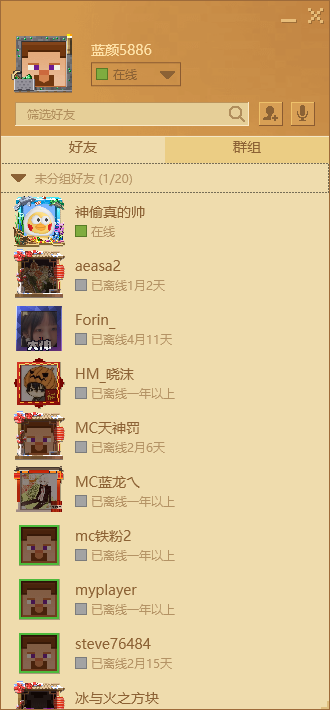 蓝颜5886
在线
筛选好友
好友
群组
未分组好友 (1/20)
神偷真的帅
在线
aeasa2
已离线1月2天
Forin_
已离线4月11天
大佬
HM_晓沫
已离线一年以上
MC天神罚
已离线2月6天
MC蓝龙乀
已离线一年以上
mc铁粉2
已离线一年以上
myplayer
已离线一年以上
steve76484
已离线2月15天
冰与火之方块